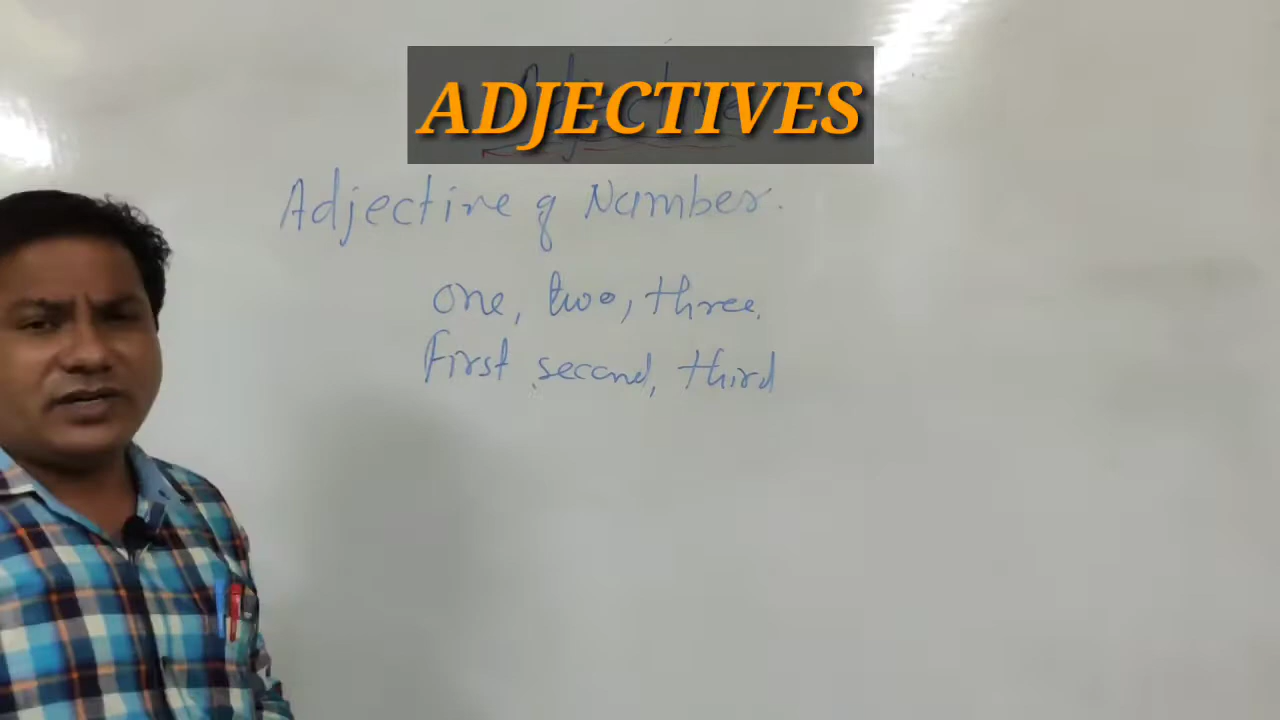 ADJECTIVES
Adjective of Number.
one, two, three.
First second, third